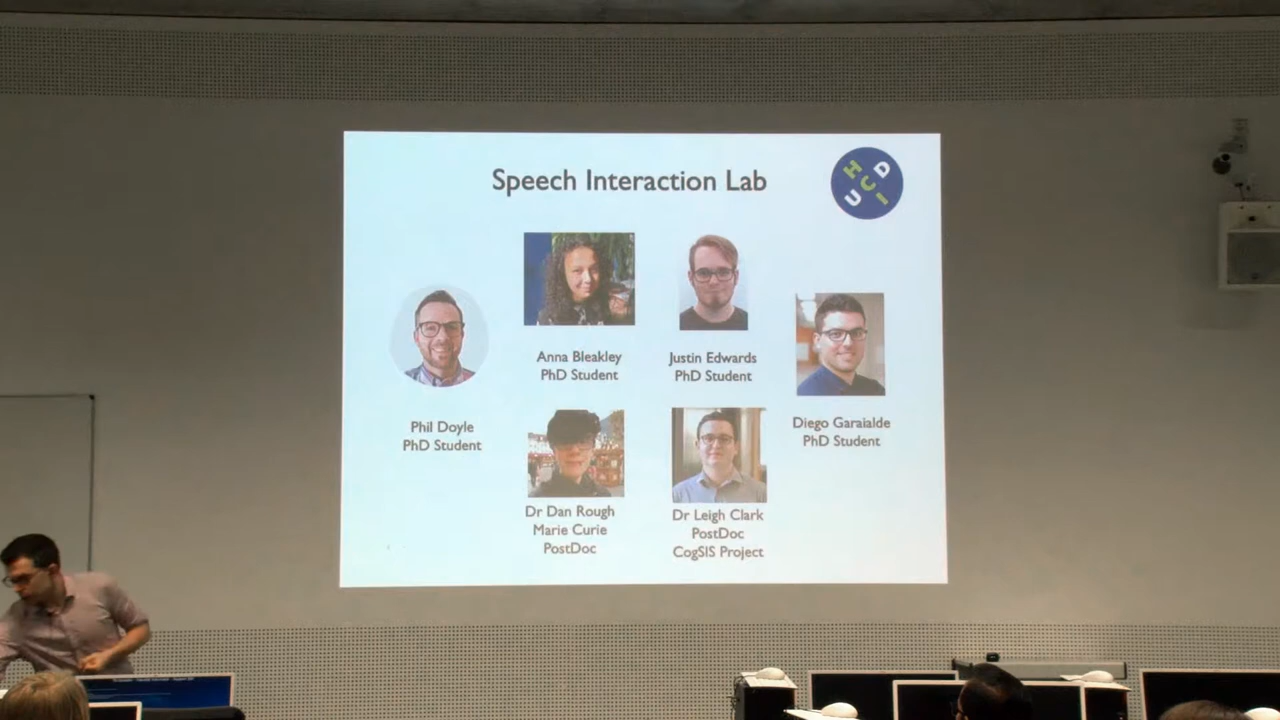 Speech Interaction Lab
HCI
UCD
Anna Bleakley
PhD Student
Justin Edwards
PhD Student
Phil Doyle
PhD Student
Diego Garaialde
PhD Student
Dr Dan Rough
Marie Curie
PostDoc
Dr Leigh Clark
PostDoc
CogSIS Project